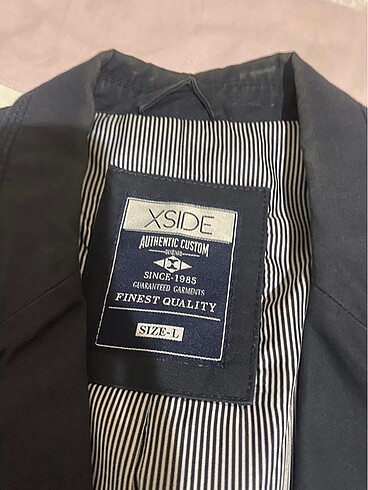 XSIDE
AUTHENTIC CUSTOM
SINCE-1985
GUARANTEED GARMENTS
FINEST QUALITY
SIZE-L